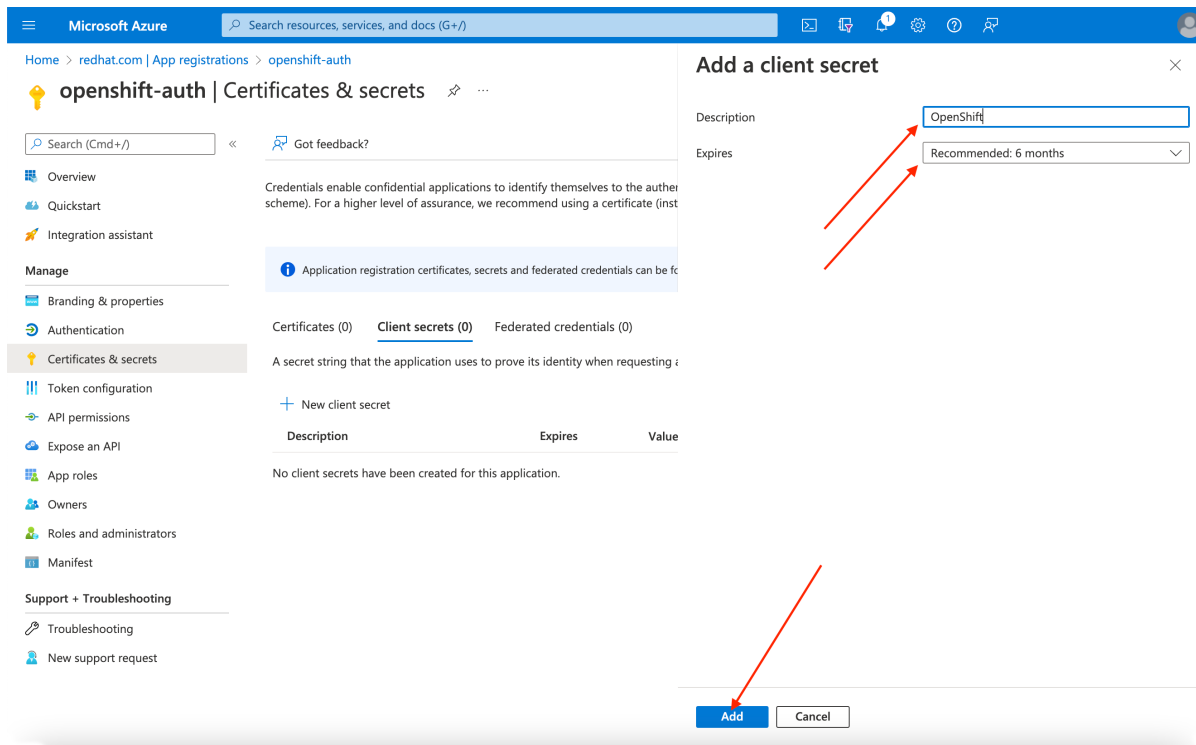 Microsoft Azure
Search resources, services, and docs (G+/)
1
Home > redhat.com | App registrations > openshift-auth
openshift-auth | Certificates & secrets
...
Search (Cmd+/)
«
Overview
Quickstart
Integration assistant
Manage
Branding & properties
Authentication
Certificates & secrets
Token configuration
API permissions
Expose an API
App roles
Owners
Roles and administrators
Manifest
Support + Troubleshooting
Troubleshooting
New support request
Got feedback?
Credentials enable confidential applications to identify themselves to the auther
scheme). For a higher level of assurance, we recommend using a certificate (inst
Application registration certificates, secrets and federated credentials can be fo
Certificates (0) Client secrets (0) Federated credentials (0)
A secret string that the application uses to prove its identity when requesting a
New client secret
Description Expires Value
No client secrets have been created for this application.
Add a client secret
Description OpenShift
Expires Recommended: 6 months
Add Cancel